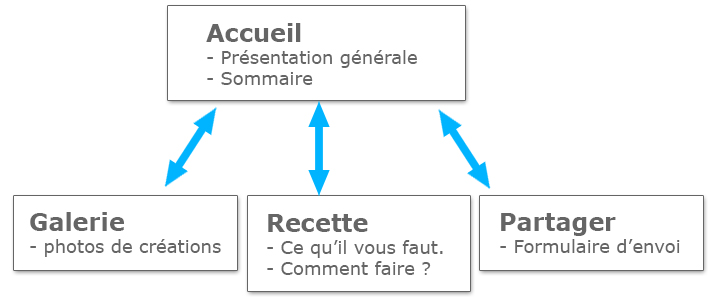 Accueil
- Présentation générale
- Sommaire
Galerie
- photos de créations
Recette
- Ce qu’il vous faut.
- Comment faire ?
Partager
- Formulaire d’envoi